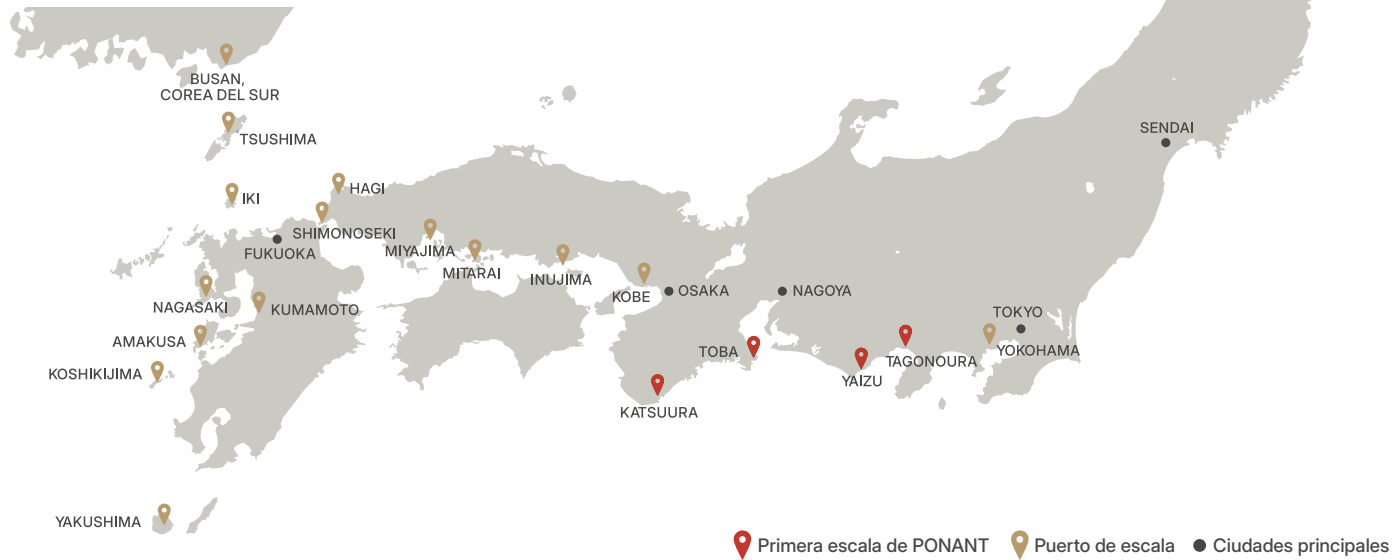 BUSAN,
COREA DEL SUR
TSUSHIMA
SENDAI
IKI
HAGI
SHIMONOSEKI
FUKUOKA
MIYAJIMA
MITARAI
INUJIMA
KOBE
OSAKA
NAGOYA
NAGASAKI
KUMAMOTO
TOKYO
AMAKUSA
TOBA
TAGONOURA
YOKOHAMA
KOSHIKIJIMA
YAIZU
KATSUURA
YAKUSHIMA
Primera escala de PONANT Puerto de escala Ciudades principales